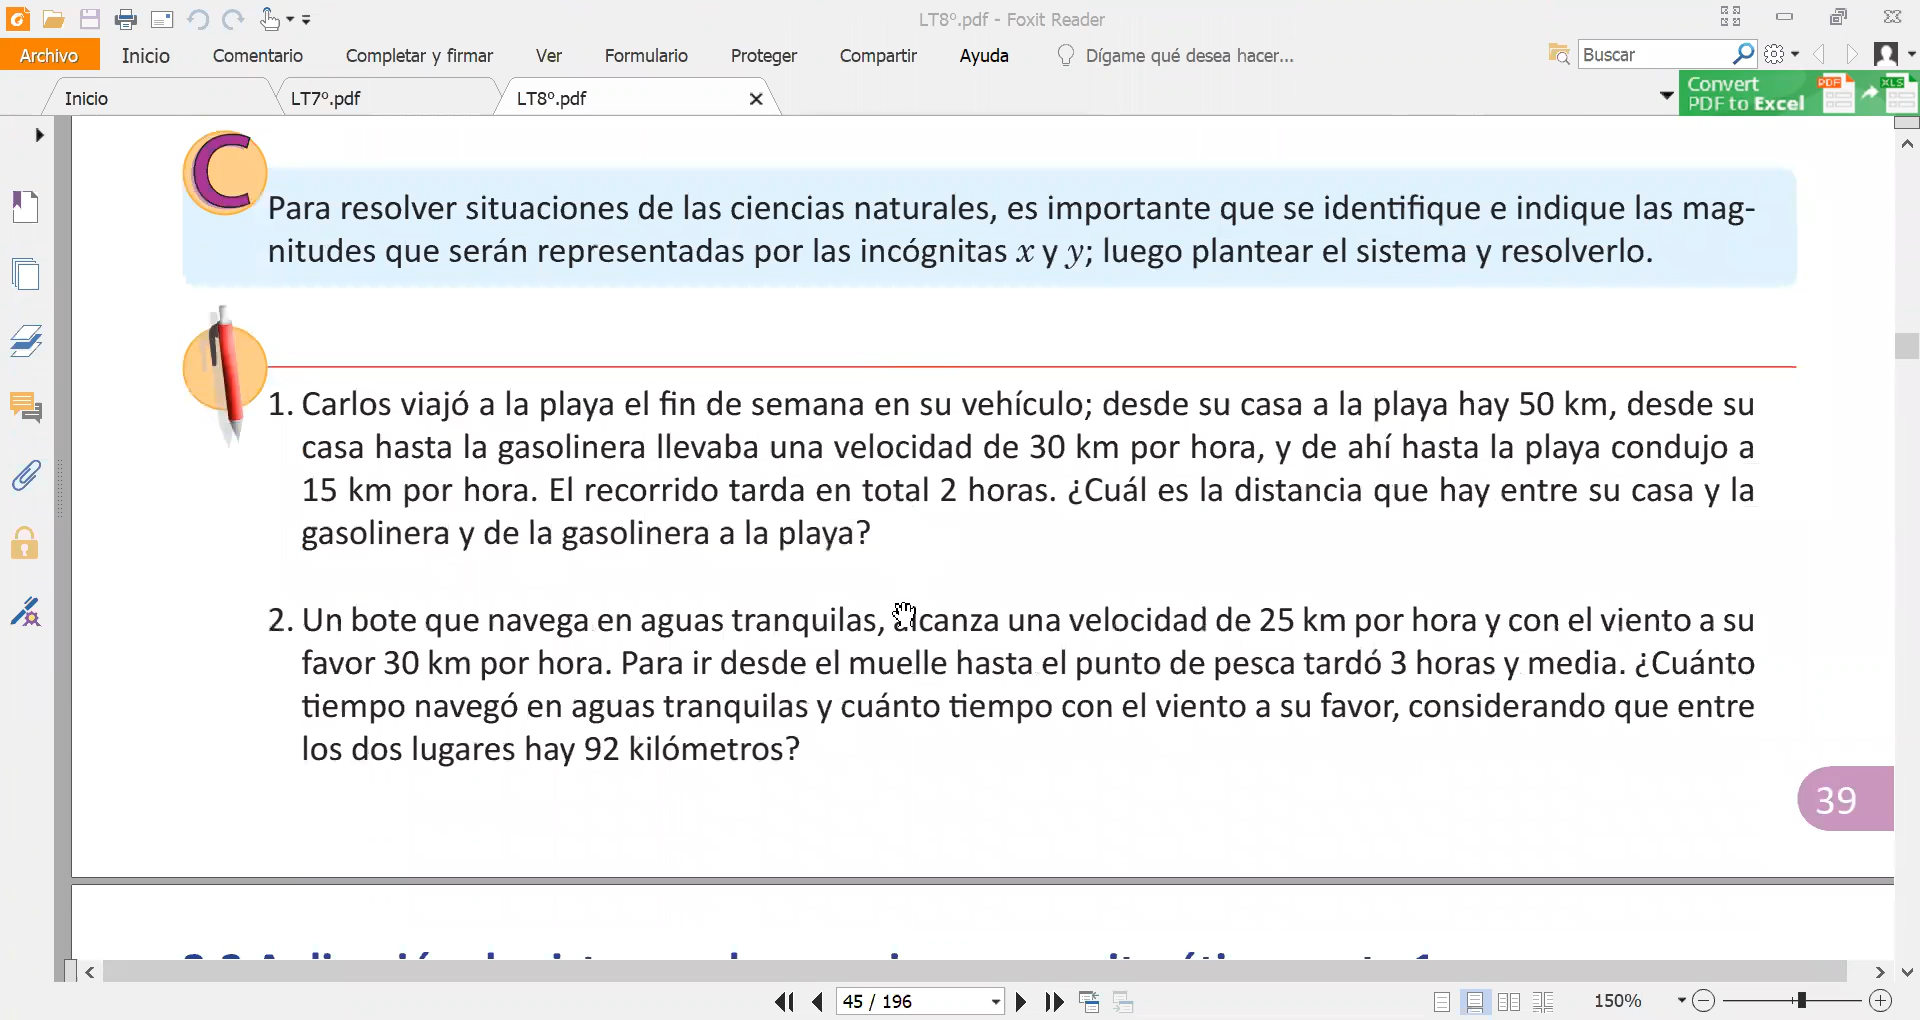 LT8º.pdf - Foxit Reader
Archivo Inicio Comentario Completar y firmar Ver Formulario Proteger Compartir Ayuda Dígame qué desea hacer... Buscar
Inicio LT7º.pdf LT8º.pdf
Convert
PDF to Excel
PDF XLS
C
Para resolver situaciones de las ciencias naturales, es importante que se identifique e indique las mag-
nitudes que serán representadas por las incógnitas x y y; luego plantear el sistema y resolverlo.
1. Carlos viajó a la playa el fin de semana en su vehículo; desde su casa a la playa hay 50 km, desde su
casa hasta la gasolinera llevaba una velocidad de 30 km por hora, y de ahí hasta la playa condujo a
15 km por hora. El recorrido tarda en total 2 horas. ¿Cuál es la distancia que hay entre su casa y la
gasolinera y de la gasolinera a la playa?
2. Un bote que navega en aguas tranquilas, alcanza una velocidad de 25 km por hora y con el viento a su
favor 30 km por hora. Para ir desde el muelle hasta el punto de pesca tardó 3 horas y media. ¿Cuánto
tiempo navegó en aguas tranquilas y cuánto tiempo con el viento a su favor, considerando que entre
los dos lugares hay 92 kilómetros?
39
45 / 196
150%